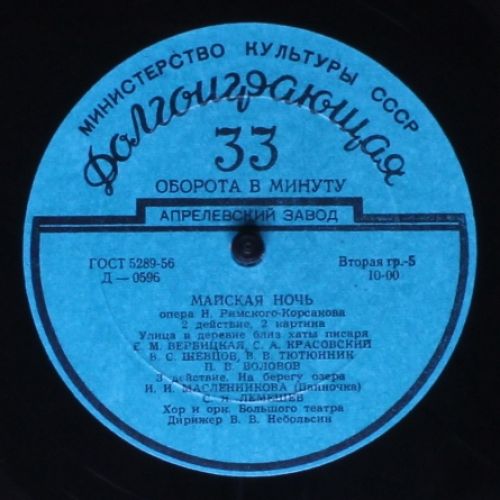 МИНИСТЕРСТВО КУЛЬТУРЫ СССР
Долгоиграющая
33
ОБОРОТА В МИНУТУ
АПРЕЛЕВСКИЙ ЗАВОД
ГОСТ 5289-56 Вторая гр.-5
Д — 0596 10-00
МАЙСКАЯ НОЧЬ
опера Н. Римского-Корсакова
2 действие, 2 картина
Улица в деревне близ хаты писаря
Е. М. ВЕРБИЦКАЯ, С. А. КРАСОВСКИЙ
В. С. ШЕВЦОВ, В. В. ТЮТЮННИК
П. В. ВОЛОВОВ
3 действие. На берегу озера
И. И. МАСЛЕННИКОВА (Панночка)
С. Я. ЛЕМЕШЕВ
Хор и орк. Большого театра
Дирижер В. В. Небольсин